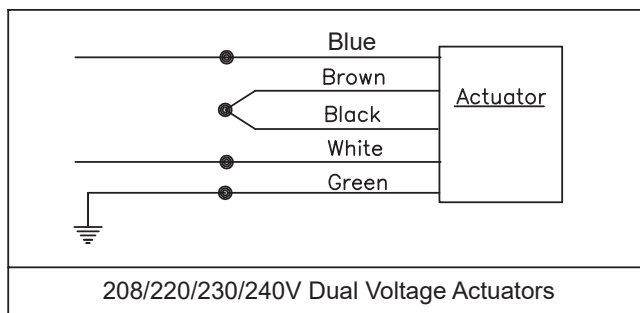 Blue
Brown
Actuator
Black
White
Green
208/220/230/240V Dual Voltage Actuators